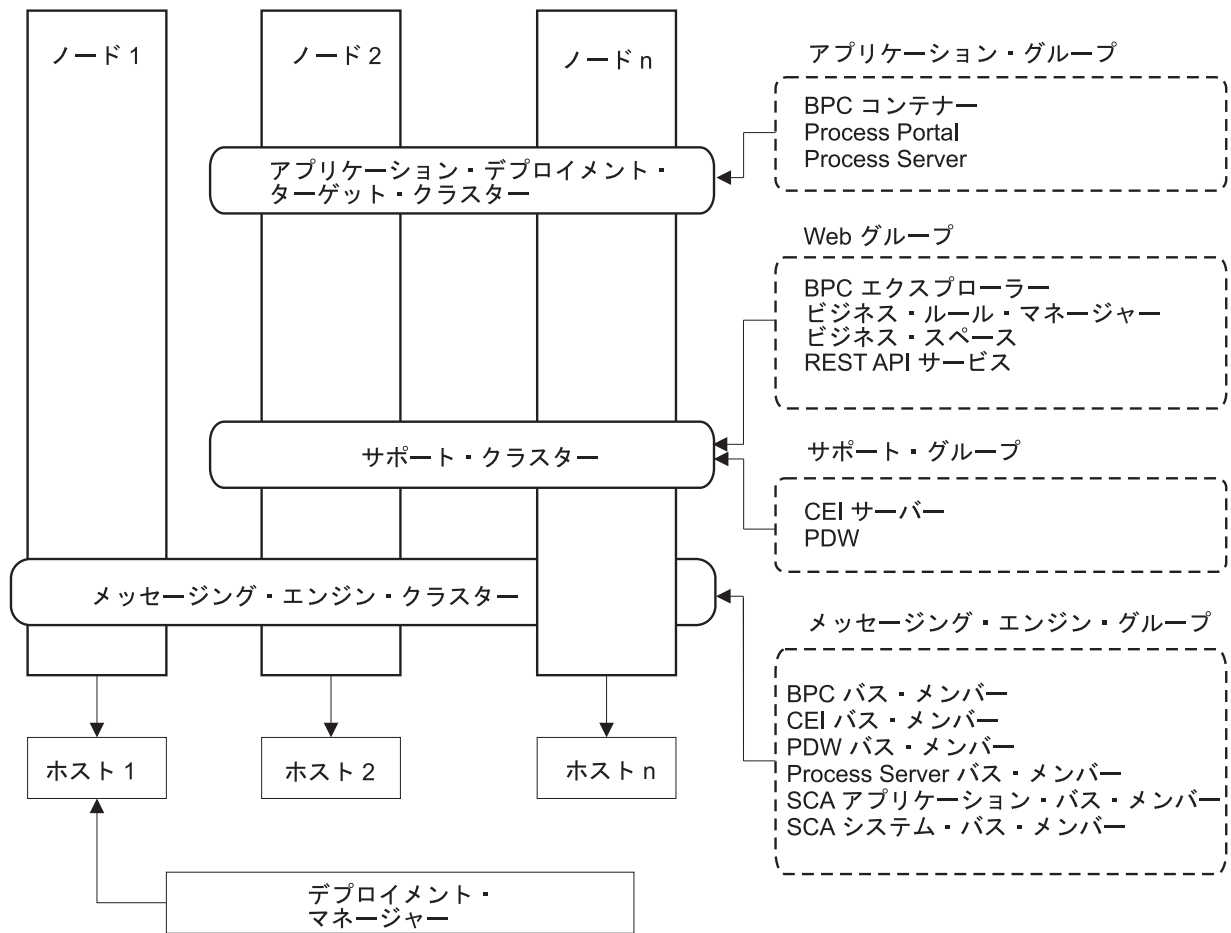 ノード 1
ノード 2
ノード n
アプリケーション・デプロイメント・
ターゲット・クラスター
サポート・クラスター
メッセージング・エンジン・クラスター
ホスト 1
ホスト 2
ホスト n
デプロイメント・
マネージャー
アプリケーション・グループ
BPC コンテナー
Process Portal
Process Server
Web グループ
BPC エクスプローラー
ビジネス・ルール・マネージャー
ビジネス・スペース
REST API サービス
サポート・グループ
CEI サーバー
PDW
メッセージング・エンジン・グループ
BPC バス・メンバー
CEI バス・メンバー
PDW バス・メンバー
Process Server バス・メンバー
SCA アプリケーション・バス・メンバー
SCA システム・バス・メンバー